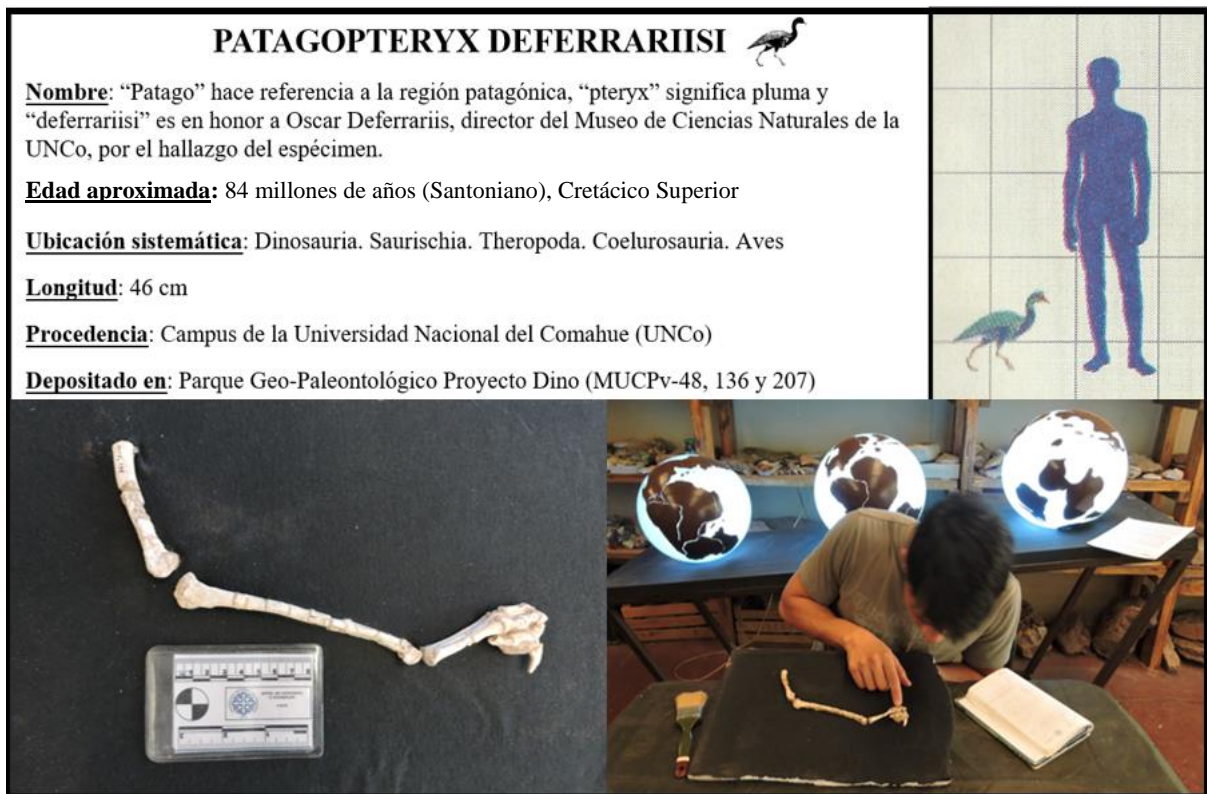 PATAGOPTERYX DEFERRARIISI
Nombre: “Patago” hace referencia a la región patagónica, “pteryx” significa pluma y
“deferrariisi” es en honor a Oscar Deferrariis, director del Museo de Ciencias Naturales de la
UNCo, por el hallazgo del espécimen.
Edad aproximada: 84 millones de años (Santoniano), Cretácico Superior
Ubicación sistemática: Dinosauria. Saurischia. Theropoda. Coelurosauria. Aves
Longitud: 46 cm
Procedencia: Campus de la Universidad Nacional del Comahue (UNCo)
Depositado en: Parque Geo-Paleontológico Proyecto Dino (MUCPv-48, 136 y 207)